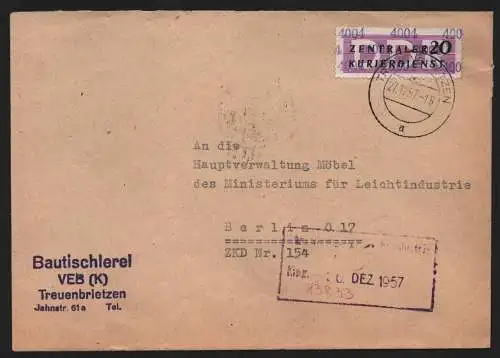 4004 4004 400
ZENTRALER 20
KURIERDIENST
An die
Hauptverwaltung Möbel
des Ministeriums für Leichtindustrie
Berlin O 17
ZKD Nr. 154
Bautischlerei
VEB (K)
Treuenbrietzen
Jahnstr. 61a Tel.
Eing. DEZ 1957